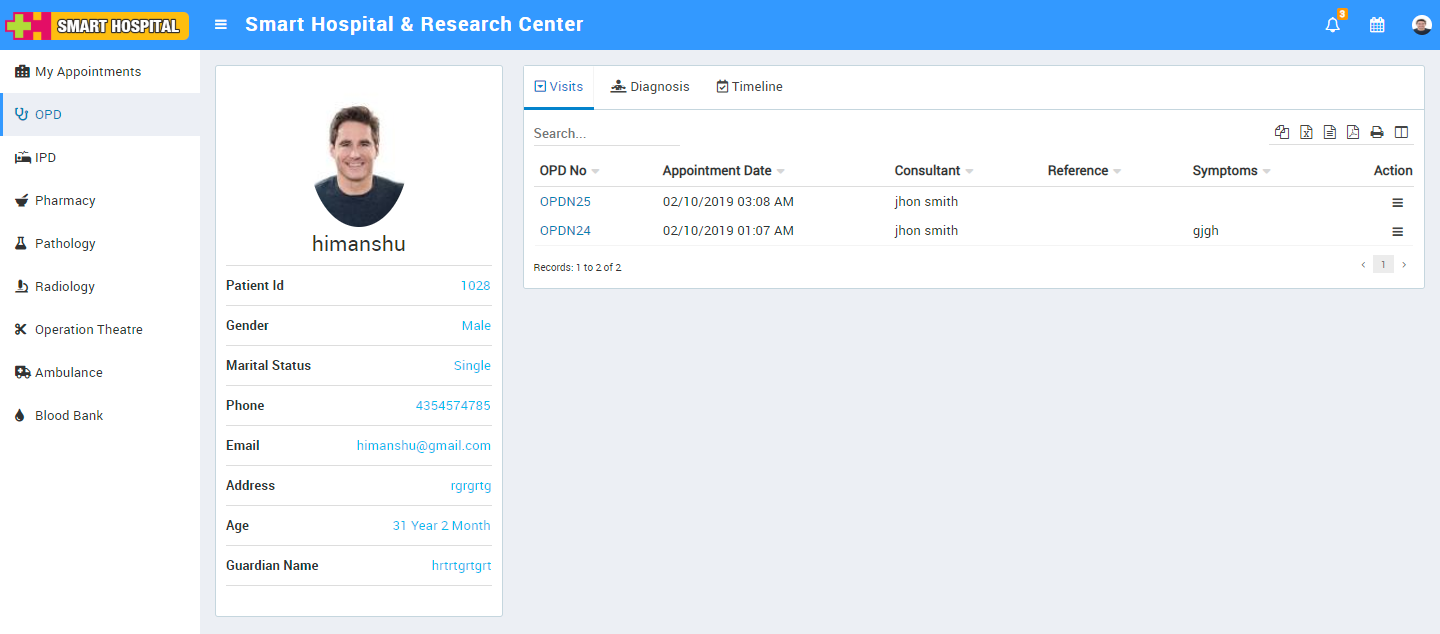 SMART HOSPITAL
Smart Hospital & Research Center
3
My Appointments
OPD
IPD
Pharmacy
Pathology
Radiology
Operation Theatre
Ambulance
Blood Bank
himanshu
Patient Id 1028
Gender Male
Marital Status Single
Phone 4354574785
Email himanshu@gmail.com
Address rgrgrtg
Age 31 Year 2 Month
Guardian Name hrtrtgrtgrt
Visits Diagnosis Timeline
Search...
OPD No Appointment Date Consultant Reference Symptoms Action
OPDN25 02/10/2019 03:08 AM jhon smith
OPDN24 02/10/2019 01:07 AM jhon smith gjgh
Records: 1 to 2 of 2
‹ 1 ›